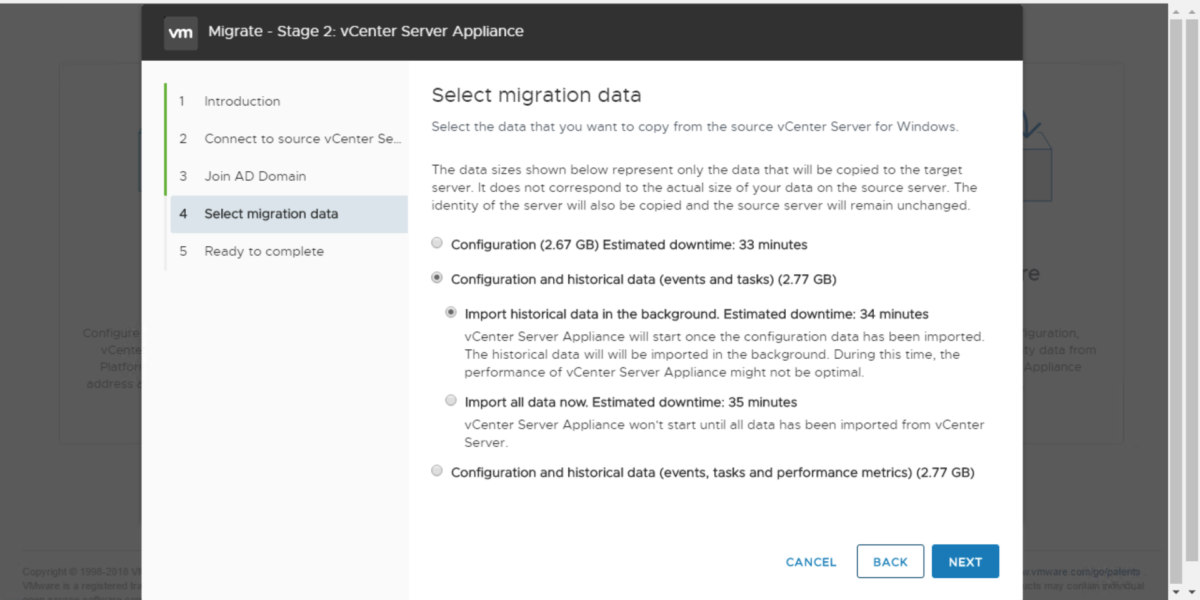 vm Migrate - Stage 2: vCenter Server Appliance
1 Introduction
2 Connect to source vCenter Se...
3 Join AD Domain
4 Select migration data
5 Ready to complete
Select migration data
Select the data that you want to copy from the source vCenter Server for Windows.
The data sizes shown below represent only the data that will be copied to the target
server. It does not correspond to the actual size of your data on the source server. The
identity of the server will also be copied and the source server will remain unchanged.
Configuration (2.67 GB) Estimated downtime: 33 minutes
Configuration and historical data (events and tasks) (2.77 GB)
Import historical data in the background. Estimated downtime: 34 minutes
vCenter Server Appliance will start once the configuration data has been imported.
The historical data will will be imported in the background. During this time, the
performance of vCenter Server Appliance might not be optimal.
Import all data now. Estimated downtime: 35 minutes
vCenter Server Appliance won't start until all data has been imported from vCenter
Server.
Configuration and historical data (events, tasks and performance metrics) (2.77 GB)
CANCEL BACK NEXT
Configure
vCente
Platfor
address a
re
iguration,
ty data from
Appliance
Copyright © 1998-2018 VM
VMware is a registered tra
vmware.com/go/patents
ucts may contain individual